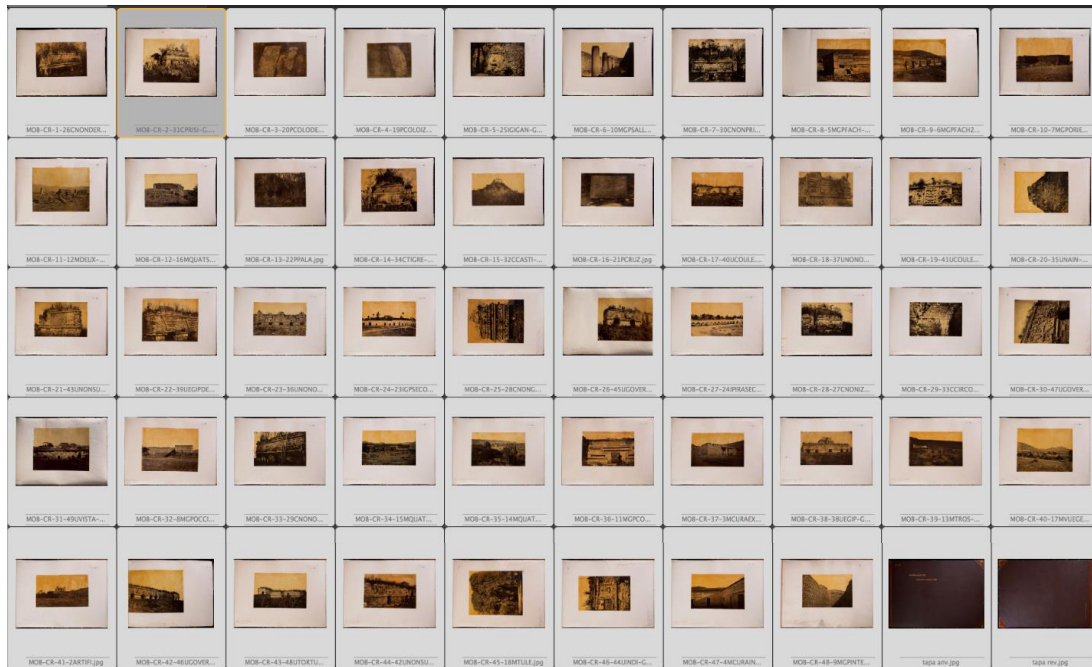 MOB-CR-1-26CNONDER...
MOB-CR-2-31CPRISI-G...
MOB-CR-3-20PCOLODE...
MOB-CR-4-19PCOLOIZ...
MOB-CR-5-25IGIGAN-G...
MOB-CR-6-10MGPSALL...
MOB-CR-7-30CNONPRI...
MOB-CR-8-5MGPFACH-...
MOB-CR-9-6MGPFACH2...
MOB-CR-10-7MGPORIE...
MOB-CR-11-12MDEUX-...
MOB-CR-12-16MQUATS...
MOB-CR-13-22PPALA.jpg
MOB-CR-14-34CTIGRE-...
MOB-CR-15-32CCASTI-...
MOB-CR-16-21PCRUZ.jpg
MOB-CR-17-40UCOULE...
MOB-CR-18-37UNONO...
MOB-CR-19-41UCOULE...
MOB-CR-20-35UNAIN-...
MOB-CR-21-43UNONSU...
MOB-CR-22-39UEGIPDE...
MOB-CR-23-36UNONO...
MOB-CR-24-23IGPSECO...
MOB-CR-25-28CNONG...
MOB-CR-26-45UGOVER...
MOB-CR-27-24IPIRASEC...
MOB-CR-28-27CNONIZ...
MOB-CR-29-33CCIRCO...
MOB-CR-30-47UGOVER...
MOB-CR-31-49UVISTA-...
MOB-CR-32-8MGPOCCI...
MOB-CR-33-29CNONO...
MOB-CR-34-15MQUAT...
MOB-CR-35-14MQUAT...
MOB-CR-36-11MGPCO...
MOB-CR-37-3MCURAEX...
MOB-CR-38-38UEGIP-G...
MOB-CR-39-13MTROS-...
MOB-CR-40-17MVUEGE...
MOB-CR-41-2ARTIFI.jpg
MOB-CR-42-46UGOVER...
MOB-CR-43-48UTORTU...
MOB-CR-44-42UNONSU...
MOB-CR-45-18MTULE.jpg
MOB-CR-46-44UINDI-G...
MOB-CR-47-4MCURAIN...
MOB-CR-48-9MGPINTE...
tapa anv.jpg
tapa rev.jpg